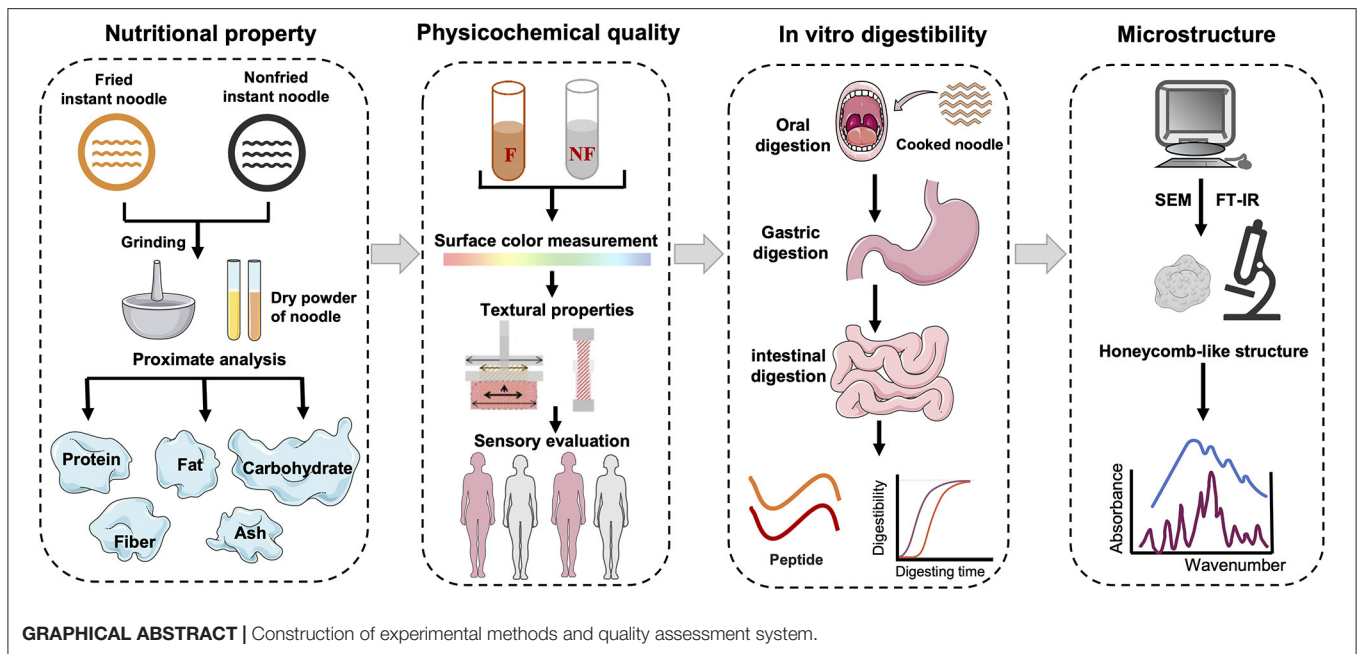 Nutritional property
Fried
instant noodle
Nonfried
instant noodle
Grinding
Dry powder
of noodle
Proximate analysis
Protein
Fat
Carbohydrate
Fiber
Ash
Physicochemical quality
F
NF
Surface color measurement
Textural properties
Sensory evaluation
In vitro digestibility
Oral
digestion
Cooked noodle
Gastric
digestion
intestinal
digestion
Peptide
Digestibility
Digesting time
Microstructure
SEM
FT-IR
Honeycomb-like structure
Absorbance
Wavenumber
GRAPHICAL ABSTRACT | Construction of experimental methods and quality assessment system.